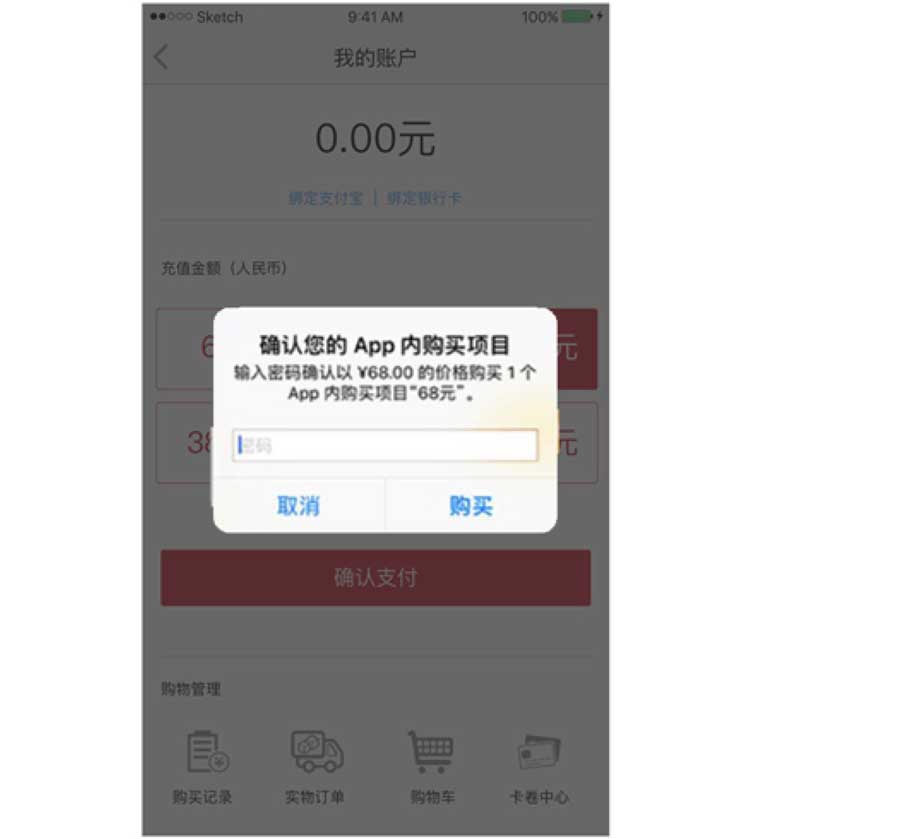 Sketch 9:41 AM 100%
我的账户
0.00元
绑定支付宝 | 绑定银行卡
充值金额（人民币）
6 元
38 元
确认您的 App 内购买项目
输入密码确认以 ¥68.00 的价格购买 1 个
App 内购买项目“68元”。
密码
取消 购买
确认支付
购物管理
购买记录 实物订单 购物车 卡卷中心